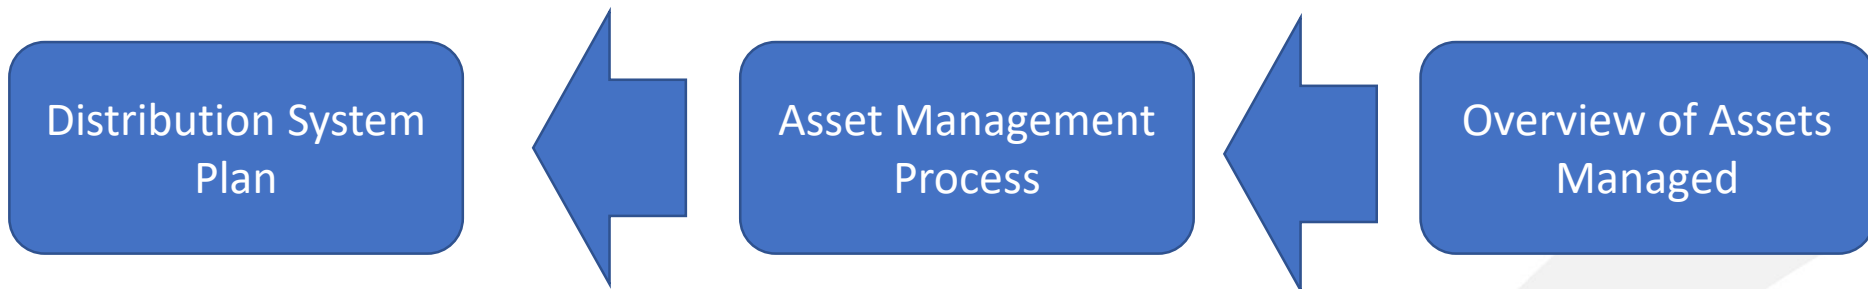 Distribution System
Plan
Asset Management
Process
Overview of Assets
Managed